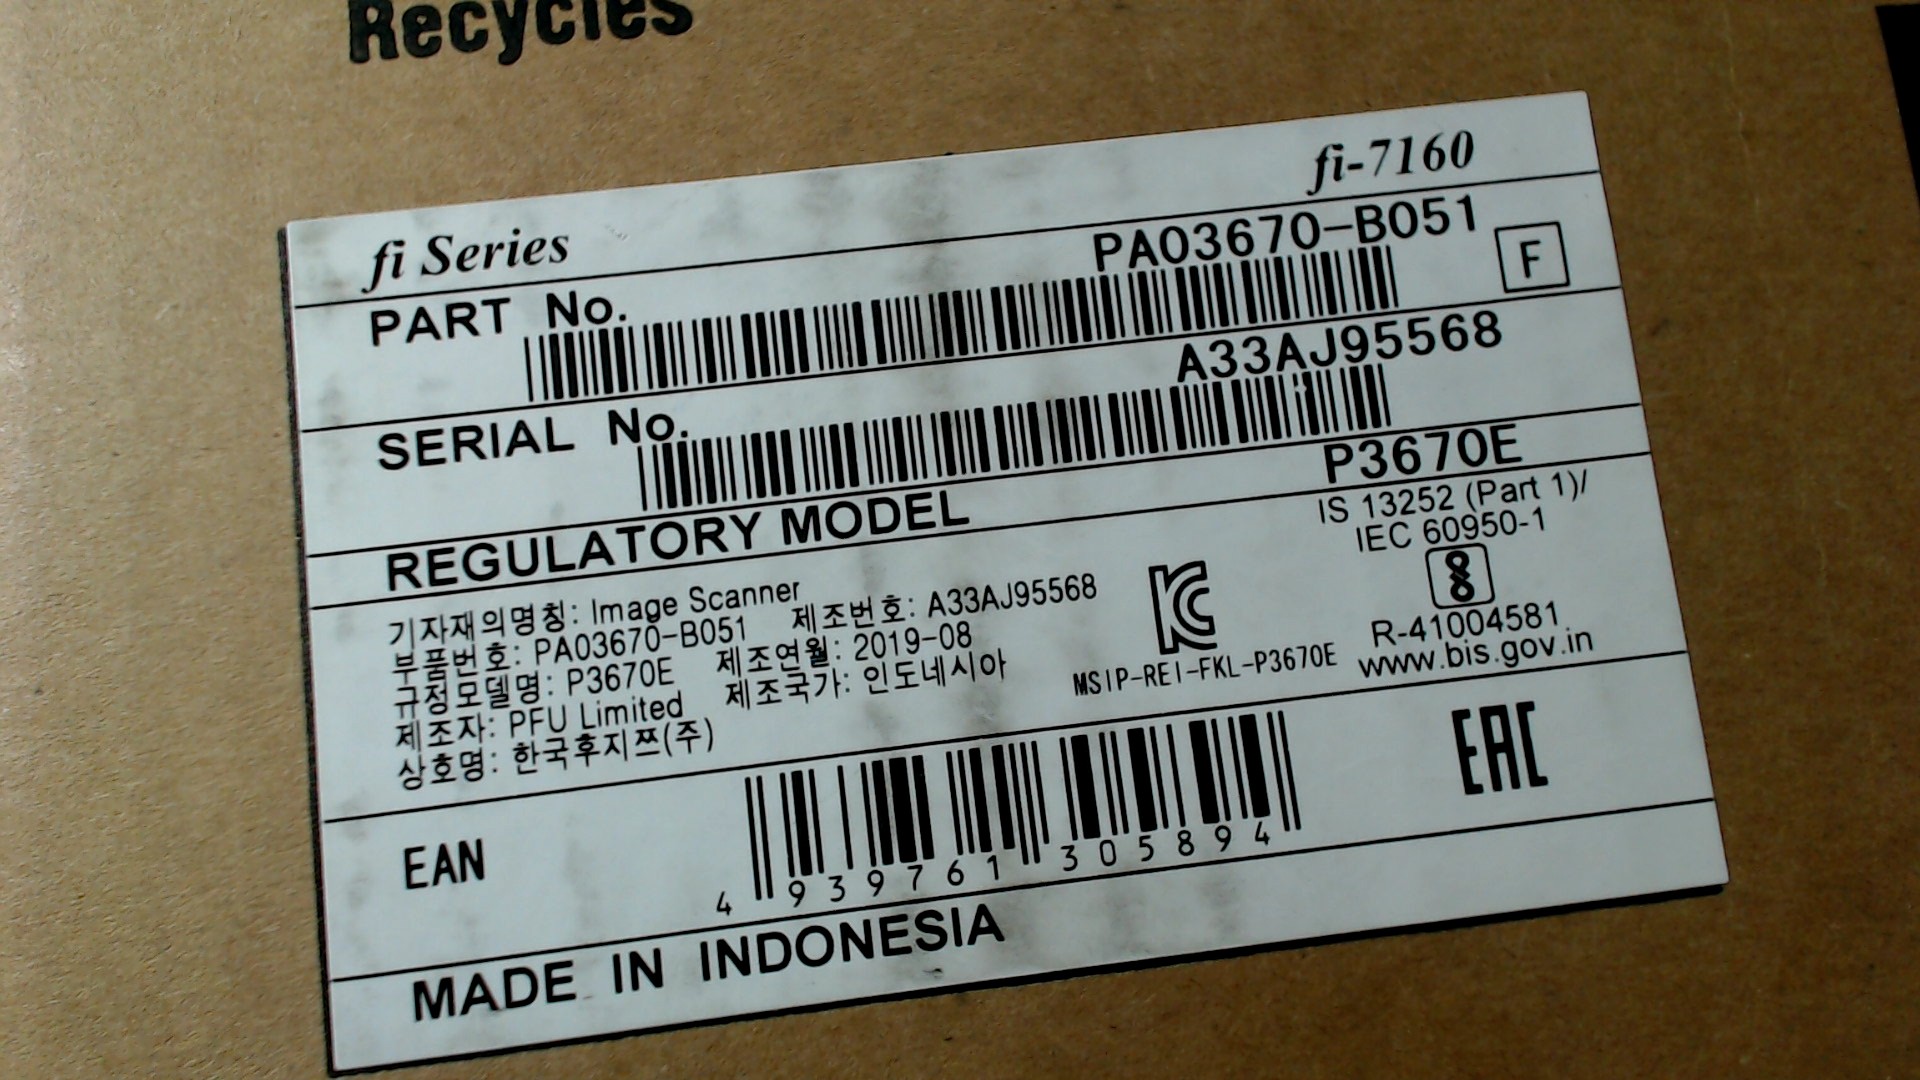 Recycles
fi Series fi-7160
PART No. PA03670-B051 F
SERIAL No. A33AJ95568
REGULATORY MODEL P3670E
기자재의명칭: Image Scanner 제조번호: A33AJ95568
부품번호: PA03670-B051 제조연월: 2019-08
규정모델명: P3670E 제조국가: 인도네시아
제조자: PFU Limited
상호명: 한국후지쯔(주)
MSIP-REI-FKL-P3670E
IS 13252 (Part 1)/
IEC 60950-1
R-41004581
www.bis.gov.in
EAN 4 939761 305894
EAC
MADE IN INDONESIA